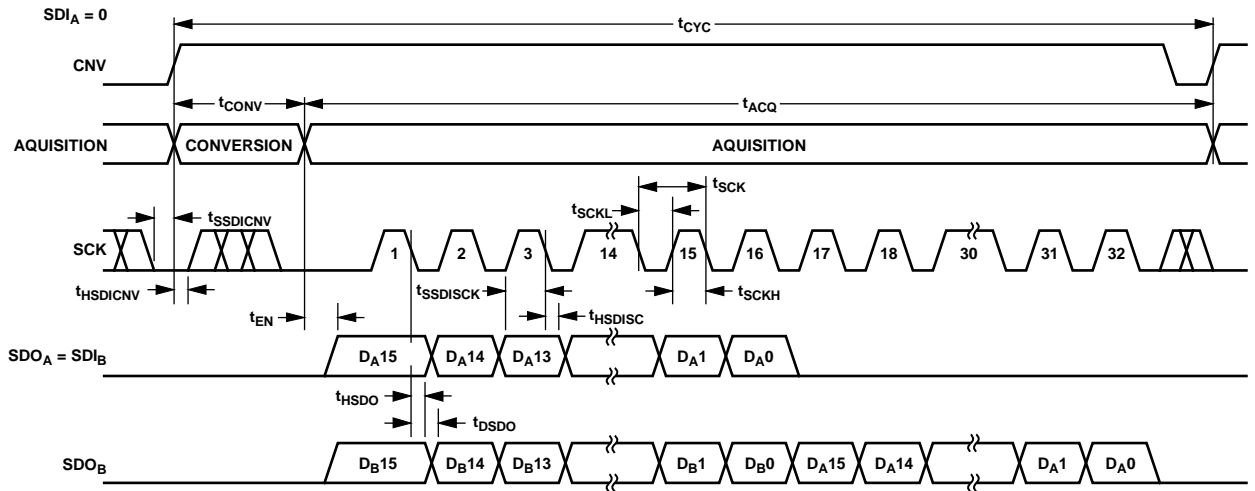 SDIA = 0
tCYC
CNV
tCONV
tACQ
AQUISITION
CONVERSION
AQUISITION
tSCK
tSSDICNV
tSCKL
SCK
1 2 3 14 15 16 17 18 30 31 32
tHSDICNV
tSSDISCK
tSCKH
tEN
tHSDISC
SDOA = SDIB
DA15 DA14 DA13 DA1 DA0
tHSDO
tDSDO
SDOB
DB15 DB14 DB13 DB1 DB0 DA15 DA14 DA1 DA0